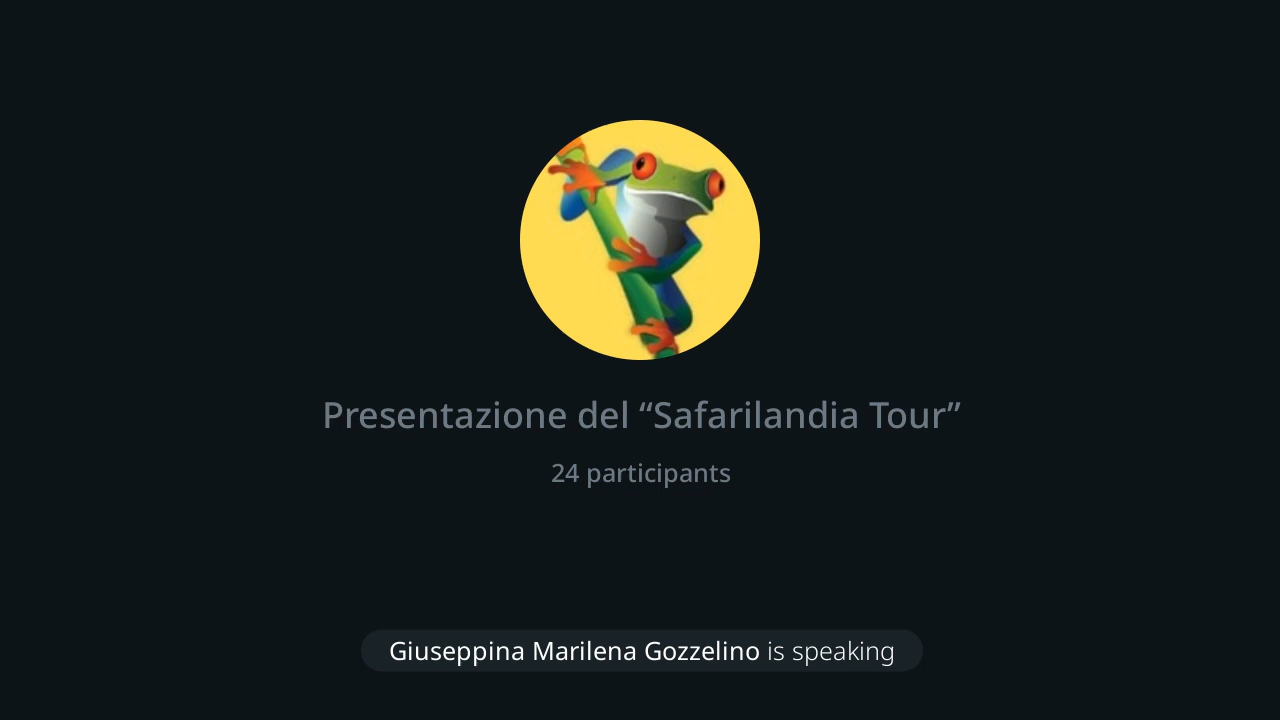 Presentazione del “Safarilandia Tour”
24 participants
Giuseppina Marilena Gozzelino is speaking